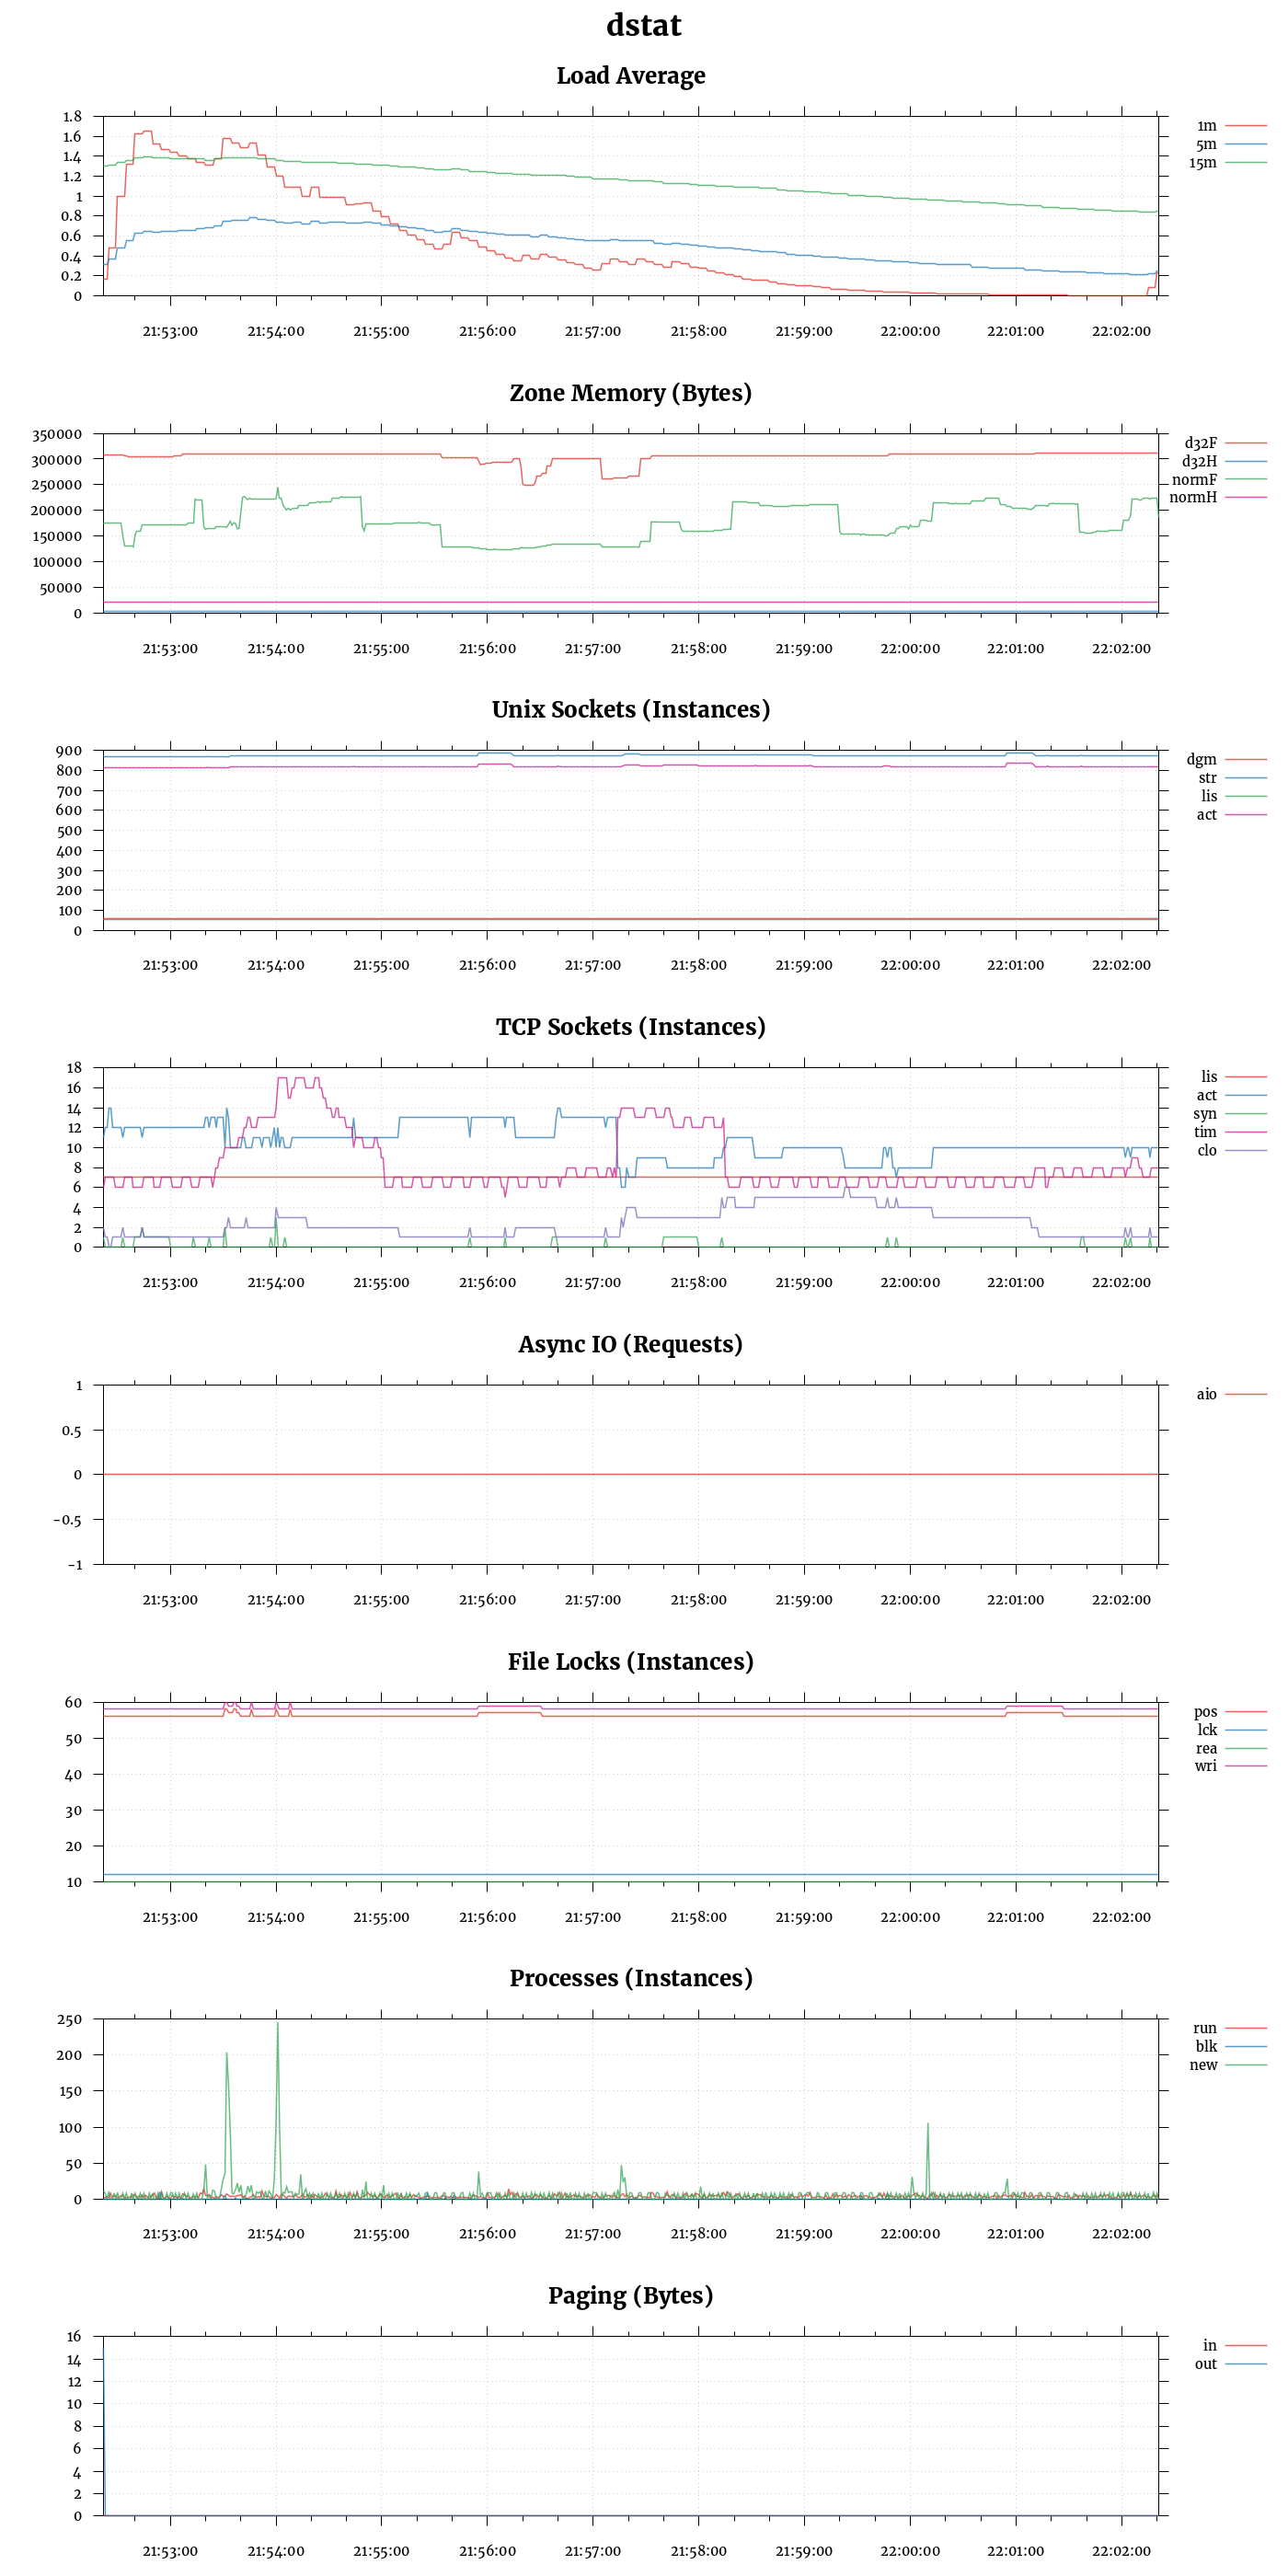 dstat
Load Average
1.8
1.6
1.4
1.2
1
0.8
0.6
0.4
0.2
0
1m
5m
15m
21:53:00 21:54:00 21:55:00 21:56:00 21:57:00 21:58:00 21:59:00 22:00:00 22:01:00 22:02:00
Zone Memory (Bytes)
350000
300000
250000
200000
150000
100000
50000
0
d32F
d32H
normF
normH
21:53:00 21:54:00 21:55:00 21:56:00 21:57:00 21:58:00 21:59:00 22:00:00 22:01:00 22:02:00
Unix Sockets (Instances)
900
800
700
600
500
400
300
200
100
0
dgm
str
lis
act
21:53:00 21:54:00 21:55:00 21:56:00 21:57:00 21:58:00 21:59:00 22:00:00 22:01:00 22:02:00
TCP Sockets (Instances)
18
16
14
12
10
8
6
4
2
0
lis
act
syn
tim
clo
21:53:00 21:54:00 21:55:00 21:56:00 21:57:00 21:58:00 21:59:00 22:00:00 22:01:00 22:02:00
Async IO (Requests)
1
0.5
0
-0.5
-1
aio
21:53:00 21:54:00 21:55:00 21:56:00 21:57:00 21:58:00 21:59:00 22:00:00 22:01:00 22:02:00
File Locks (Instances)
60
50
40
30
20
10
pos
lck
rea
wri
21:53:00 21:54:00 21:55:00 21:56:00 21:57:00 21:58:00 21:59:00 22:00:00 22:01:00 22:02:00
Processes (Instances)
250
200
150
100
50
0
run
blk
new
21:53:00 21:54:00 21:55:00 21:56:00 21:57:00 21:58:00 21:59:00 22:00:00 22:01:00 22:02:00
Paging (Bytes)
16
14
12
10
8
6
4
2
0
in
out
21:53:00 21:54:00 21:55:00 21:56:00 21:57:00 21:58:00 21:59:00 22:00:00 22:01:00 22:02:00